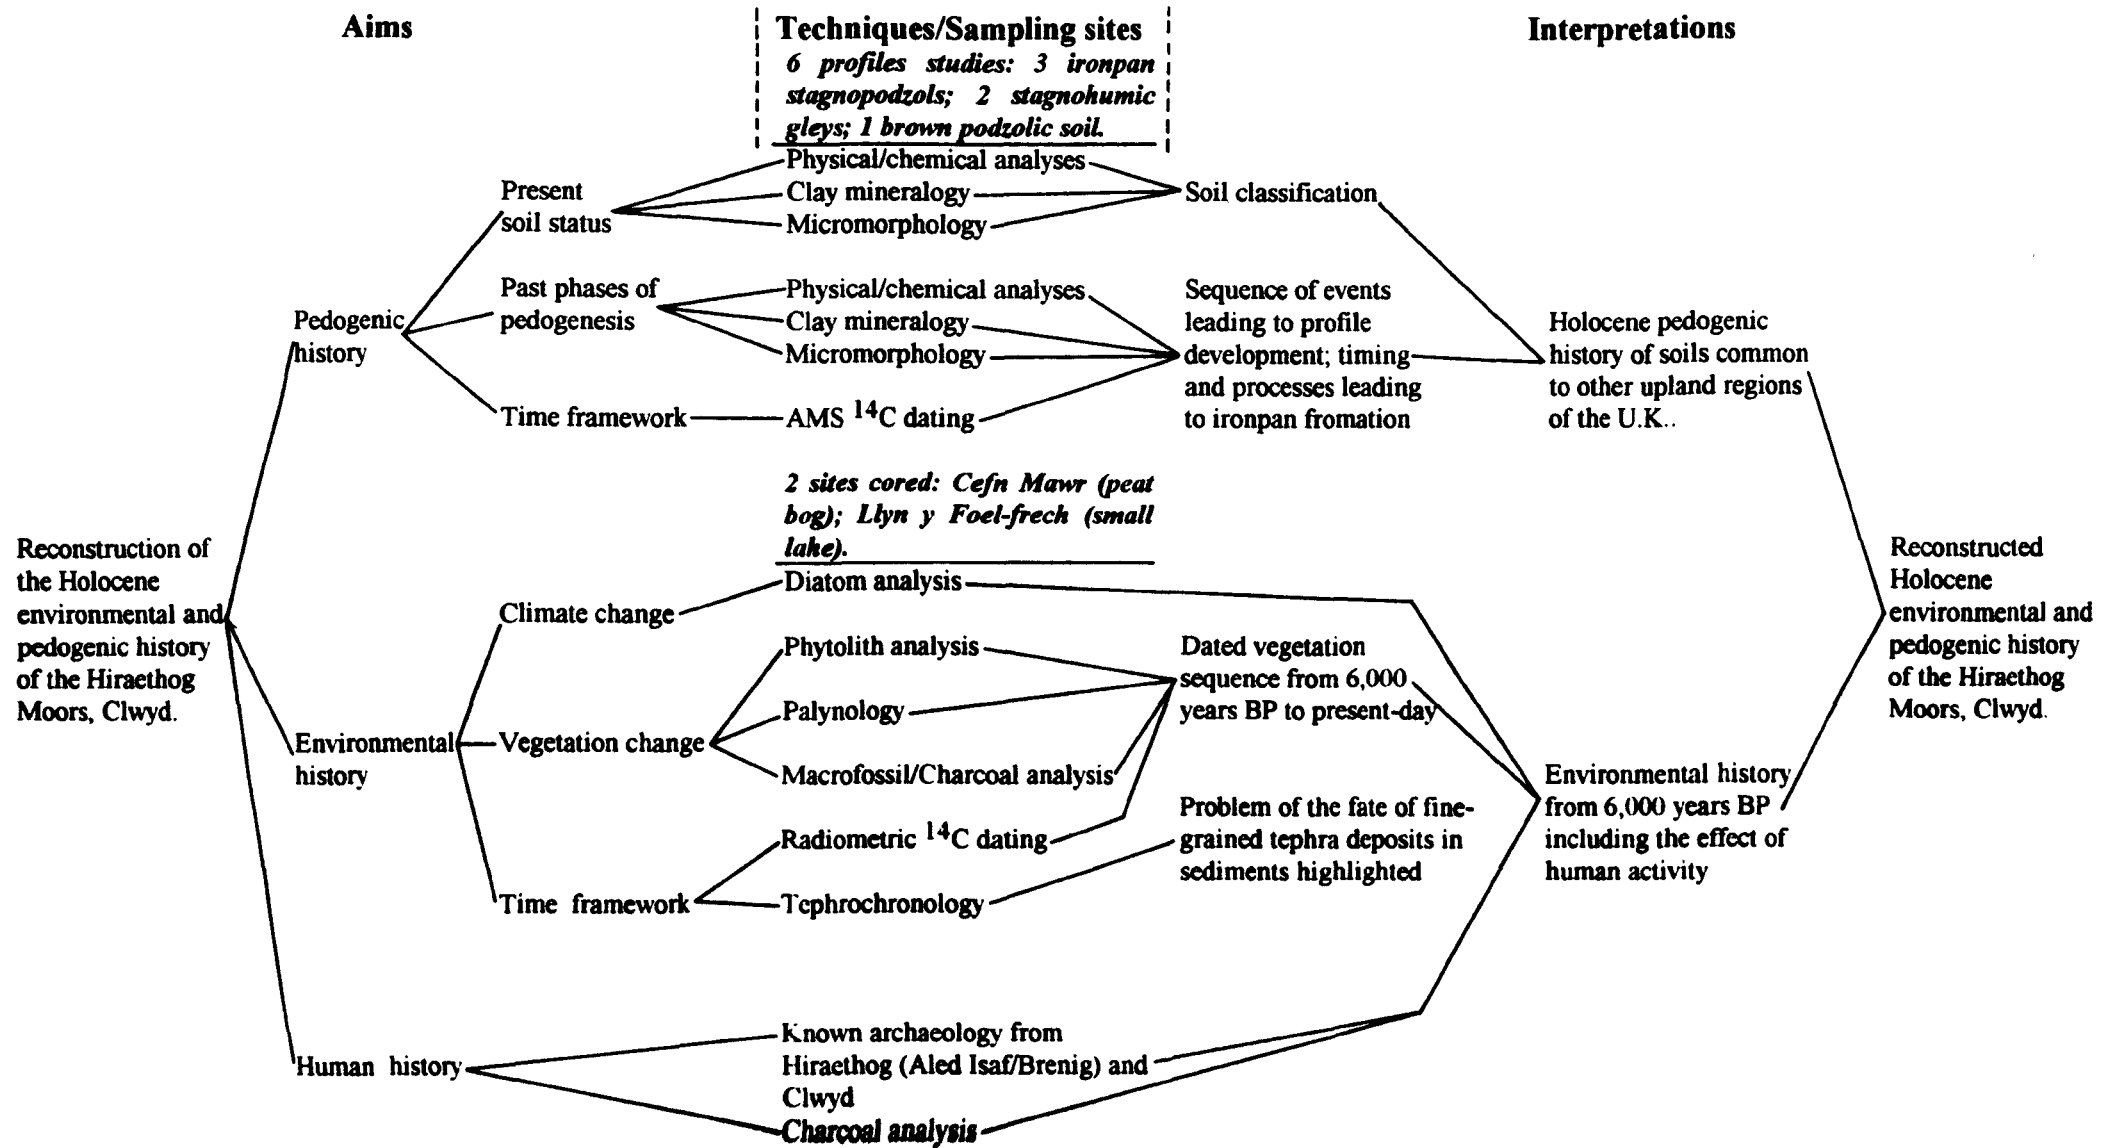 Aims
Techniques/Sampling sites
Interpretations
6 profiles studies: 3 ironpan
stagnopodzols; 2 stagnohumic
gleys; 1 brown podzolic soil.
Present
soil status
Physical/chemical analyses
Clay mineralogy
Micromorphology
Soil classification
Pedogenic
history
Past phases of
pedogenesis
Physical/chemical analyses
Clay mineralogy
Micromorphology
Sequence of events
leading to profile
development; timing
and processes leading
to ironpan fromation
Holocene pedogenic
history of soils common
to other upland regions
of the U.K..
Time framework
AMS 14C dating
2 sites cored: Cefn Mawr (peat
bog); Llyn y Foel-frech (small
lake).
Reconstruction of
the Holocene
environmental and
pedogenic history
of the Hiraethog
Moors, Clwyd.
Climate change
Diatom analysis
Environmental
history
Vegetation change
Phytolith analysis
Palynology
Macrofossil/Charcoal analysis
Dated vegetation
sequence from 6,000
years BP to present-day
Time framework
Radiometric 14C dating
Tephrochronology
Problem of the fate of fine-
grained tephra deposits in
sediments highlighted
Environmental history
from 6,000 years BP
including the effect of
human activity
Reconstructed
Holocene
environmental and
pedogenic history
of the Hiraethog
Moors, Clwyd.
Human history
Known archaeology from
Hiraethog (Aled Isaf/Brenig) and
Clwyd
Charcoal analysis